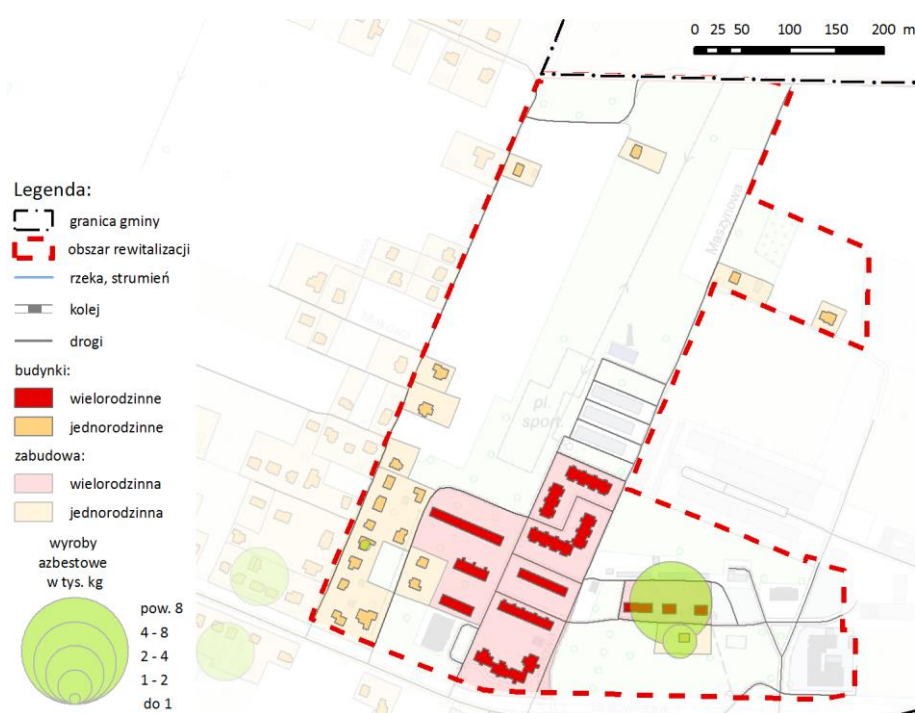 0 25 50 100 150 200 m
Legenda:
granica gminy
obszar rewitalizacji
rzeka, strumień
kolej
drogi
budynki:
wielorodzinne
jednorodzinne
zabudowa:
wielorodzinna
jednorodzinna
wyroby
azbestowe
w tys. kg
pow. 8
4 - 8
2 - 4
1 - 2
do 1
Maszynowa
pl.
sport.